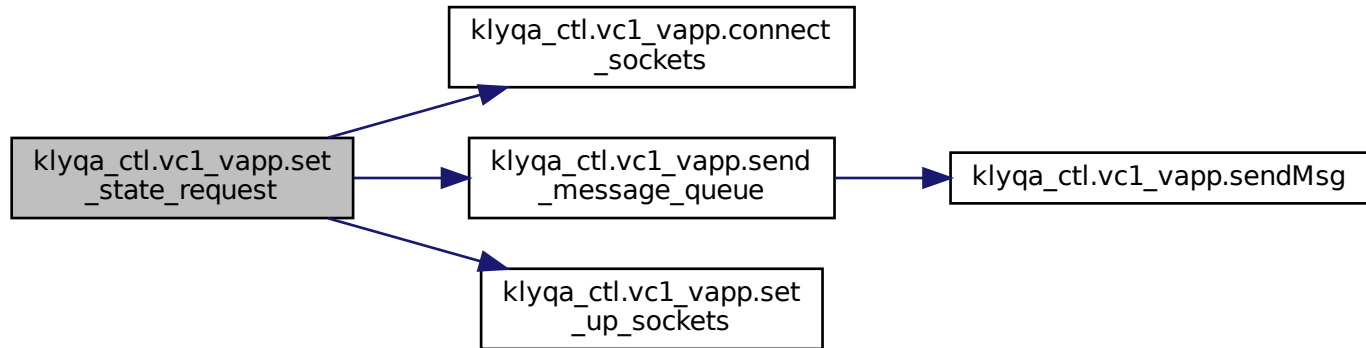 klyqa_ctl.vc1_vapp.connect
_sockets
klyqa_ctl.vc1_vapp.set
_state_request
klyqa_ctl.vc1_vapp.send
_message_queue
klyqa_ctl.vc1_vapp.sendMsg
klyqa_ctl.vc1_vapp.set
_up_sockets